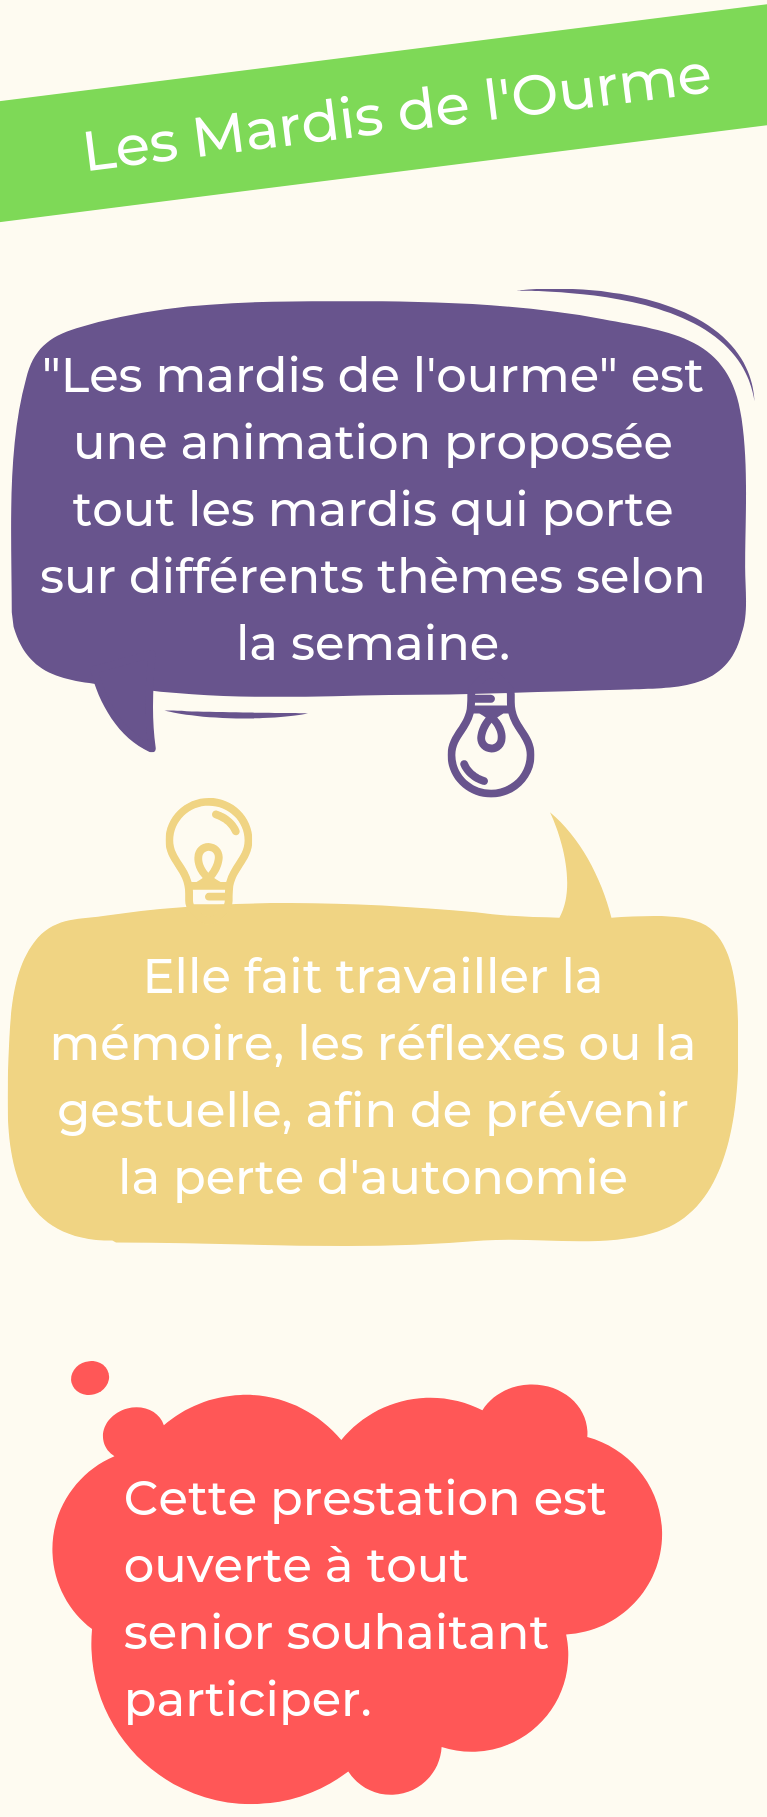 Les Mardis de l'Ourme
"Les mardis de l'ourme" est
une animation proposée
tout les mardis qui porte
sur différents thèmes selon
la semaine.
Elle fait travailler la
mémoire, les réflexes ou la
gestuelle, afin de prévenir
la perte d'autonomie
Cette prestation est
ouverte à tout
senior souhaitant
participer.